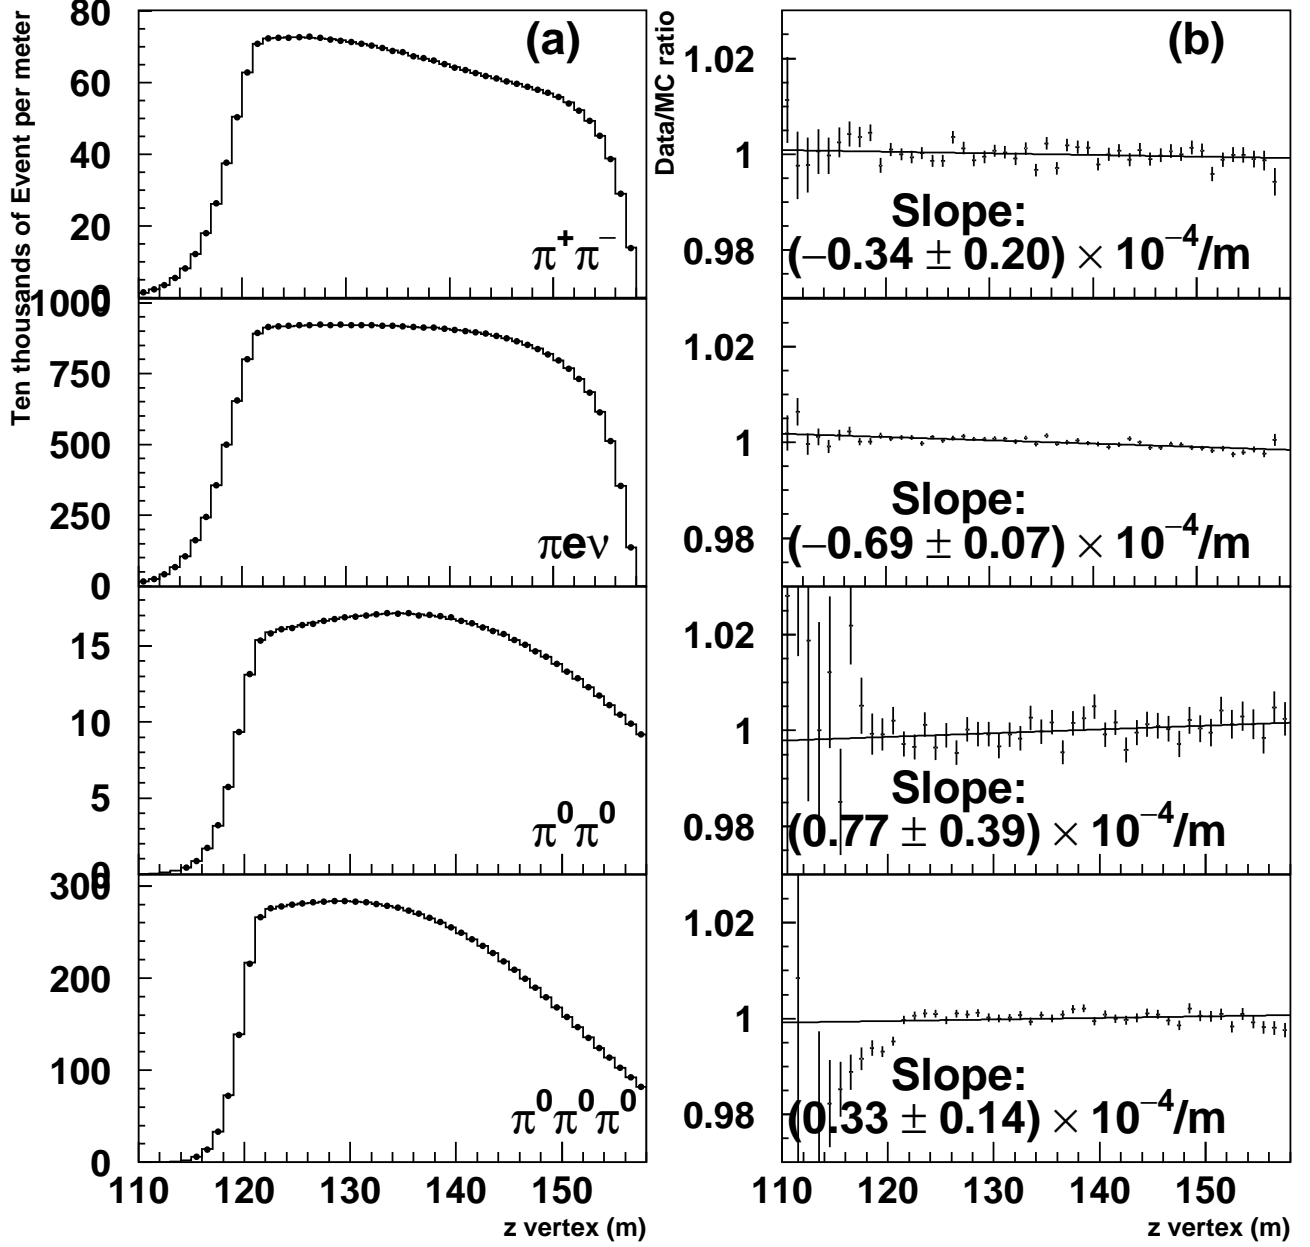 Ten thousands of Event per meter
80
60
40
20
0
(a)
π⁺π⁻
1000
750
500
250
0
πeν
15
10
5
0
π⁰π⁰
300
200
100
0
π⁰π⁰π⁰
110 120 130 140 150
z vertex (m)
Data/MC ratio
(b)
1.02
1
0.98
Slope:
(−0.34 ± 0.20) × 10⁻⁴/m
1.02
1
0.98
Slope:
(−0.69 ± 0.07) × 10⁻⁴/m
1.02
1
0.98
Slope:
(0.77 ± 0.39) × 10⁻⁴/m
1.02
1
0.98
Slope:
(0.33 ± 0.14) × 10⁻⁴/m
110 120 130 140 150
z vertex (m)